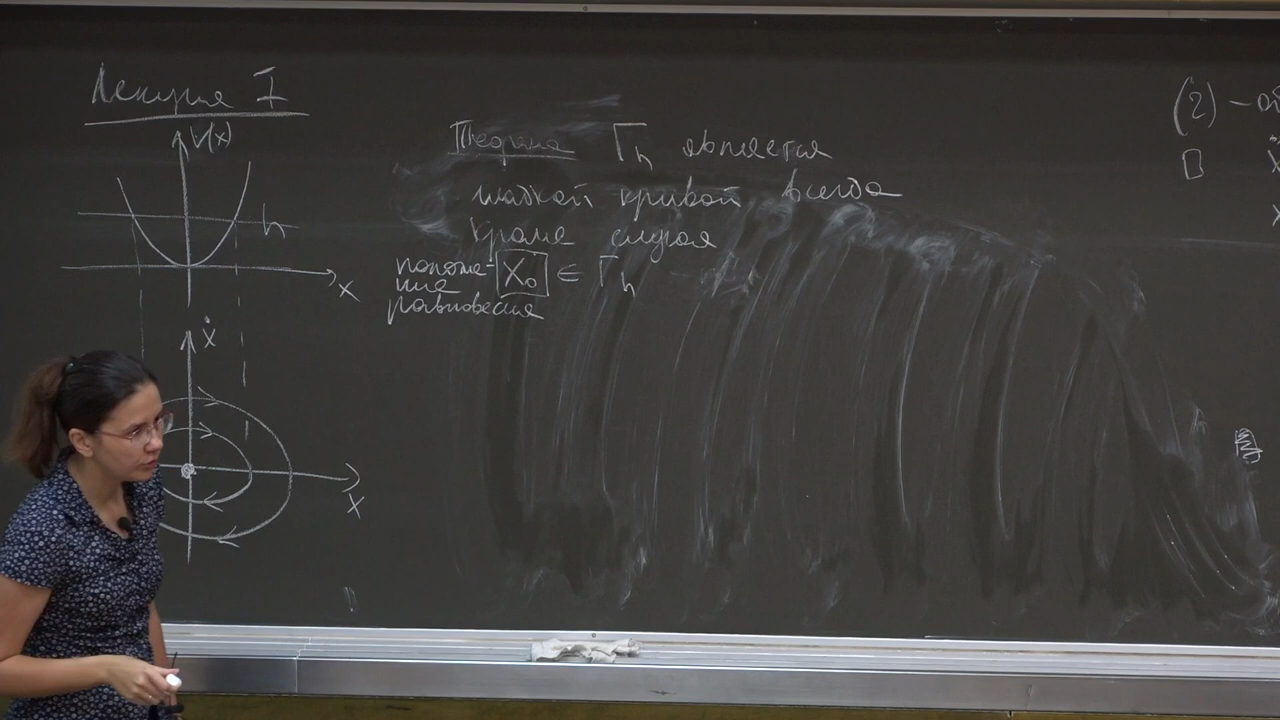 Лекция I
V(x)
h
x
ẋ
x
Теорема Γₕ является
гладкой кривой всегда
кроме случая
x₀ ∈ Γₕ
положе-
ние
равновесия
(2) –